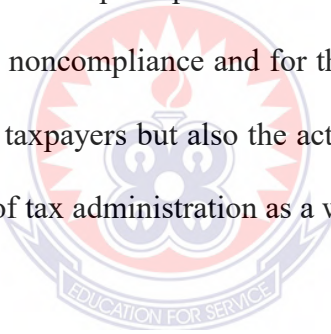 noncompliance and for th
taxpayers but also the act
of tax administration as a w
EDUCATION FOR SERVICE